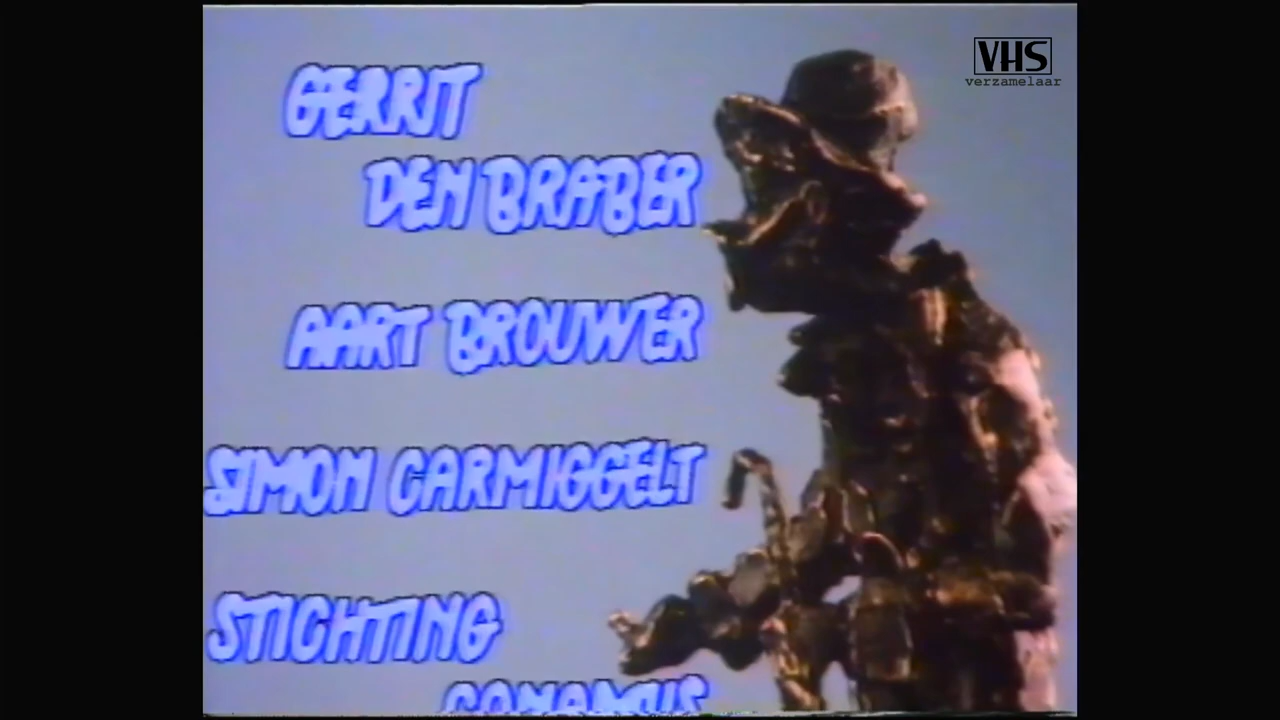 VHS
verzamelaar
GERRIT
DEN BRABER
AART BROUWER
SIMON CARMIGGELT
STICHTING